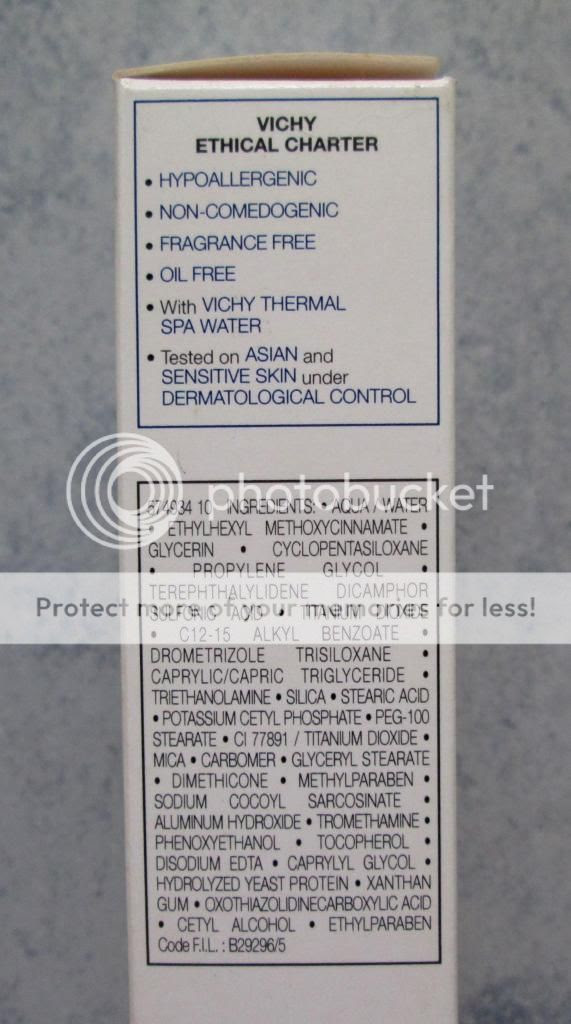 VICHY
ETHICAL CHARTER
• HYPOALLERGENIC
• NON-COMEDOGENIC
• FRAGRANCE FREE
• OIL FREE
• With VICHY THERMAL
SPA WATER
• Tested on ASIAN and
SENSITIVE SKIN under
DERMATOLOGICAL CONTROL
photobucket
674934 10 INGREDIENTS: • AQUA / WATER
• ETHYLHEXYL METHOXYCINNAMATE •
GLYCERIN • CYCLOPENTASILOXANE
• PROPYLENE GLYCOL •
TEREPHTHALYLIDENE DICAMPHOR
Protect more of your memories for less!
SULFONIC ACID • TITANIUM DIOXIDE
• C12-15 ALKYL BENZOATE •
DROMETRIZOLE TRISILOXANE •
CAPRYLIC/CAPRIC TRIGLYCERIDE •
TRIETHANOLAMINE • SILICA • STEARIC ACID
• POTASSIUM CETYL PHOSPHATE • PEG-100
STEARATE • CI 77891 / TITANIUM DIOXIDE •
MICA • CARBOMER • GLYCERYL STEARATE
• DIMETHICONE • METHYLPARABEN •
SODIUM COCOYL SARCOSINATE •
ALUMINUM HYDROXIDE • TROMETHAMINE •
PHENOXYETHANOL • TOCOPHEROL •
DISODIUM EDTA • CAPRYLYL GLYCOL •
HYDROLYZED YEAST PROTEIN • XANTHAN
GUM • OXOTHIAZOLIDINECARBOXYLIC ACID
• CETYL ALCOHOL • ETHYLPARABEN
Code F.I.L. : B29296/5